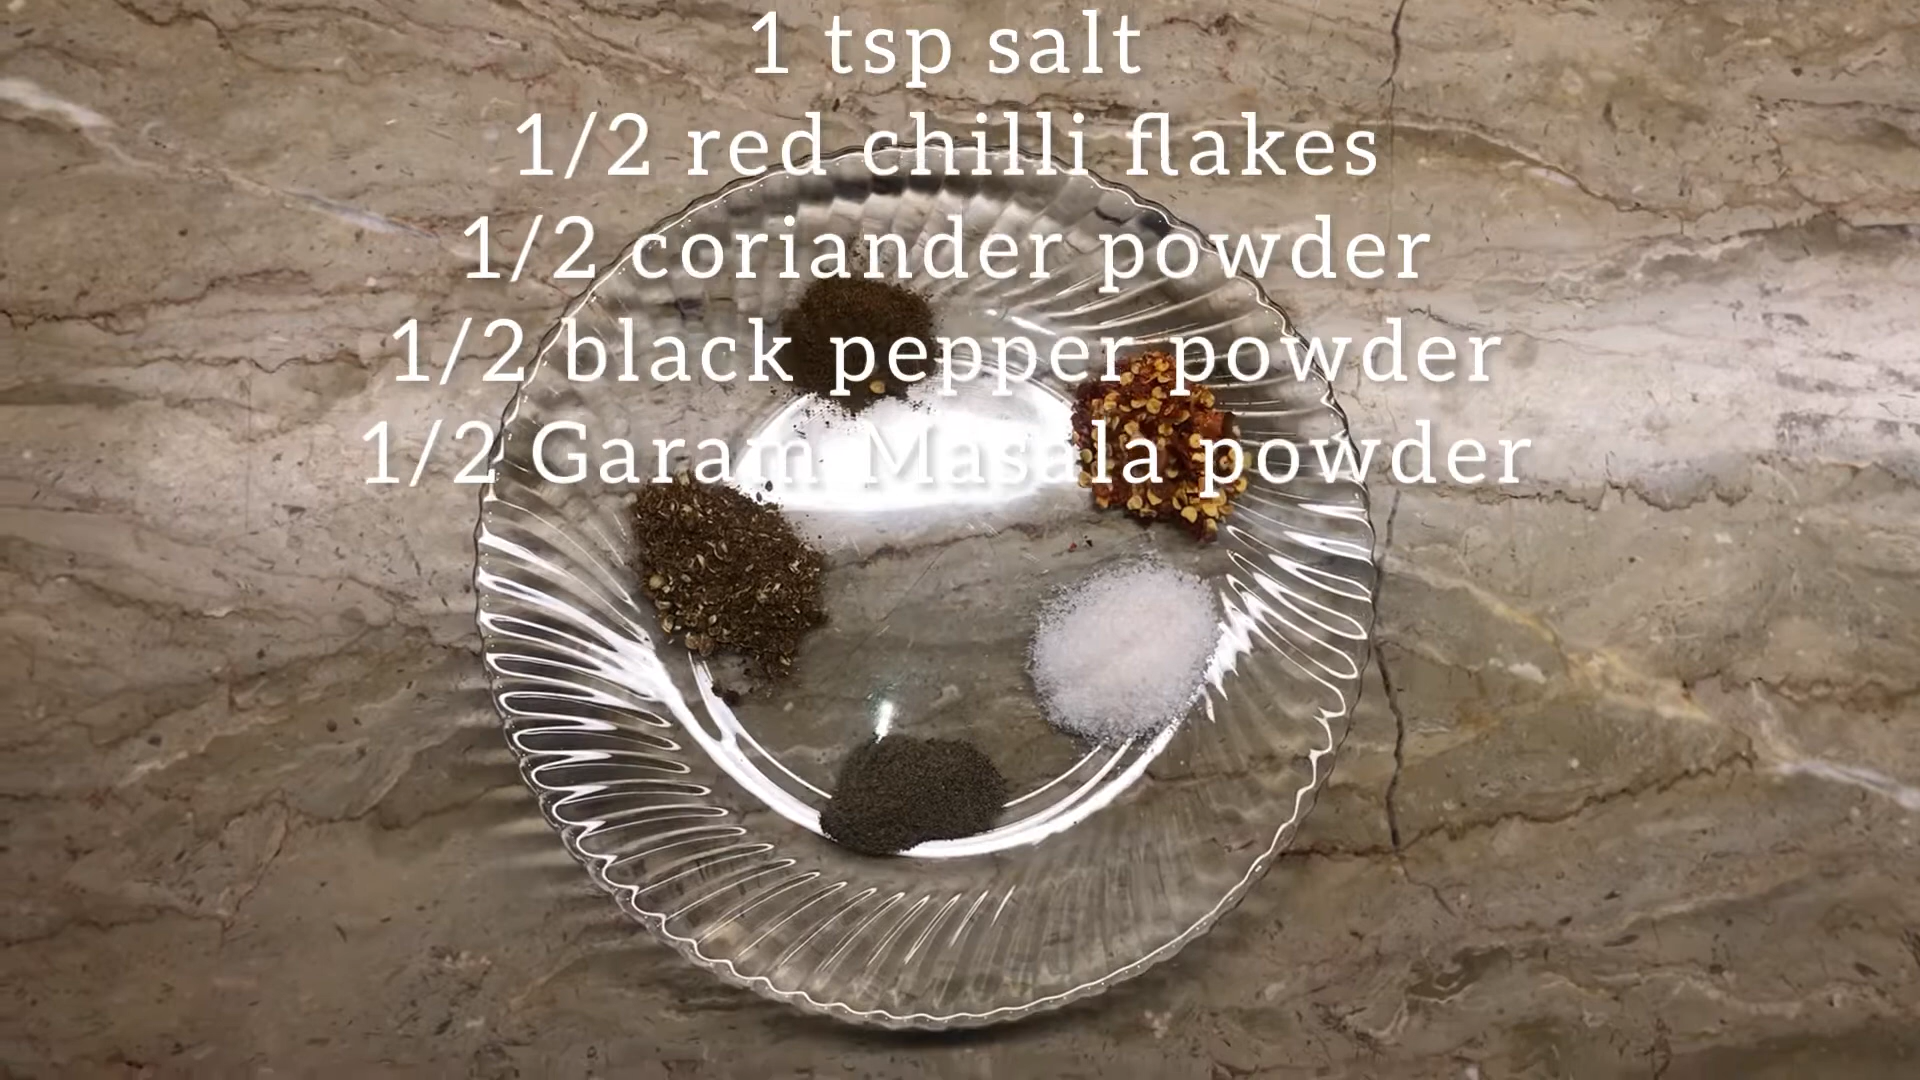 1 tsp salt
1/2 red chilli flakes
1/2 coriander powder
1/2 black pepper powder
1/2 Garam Masala powder